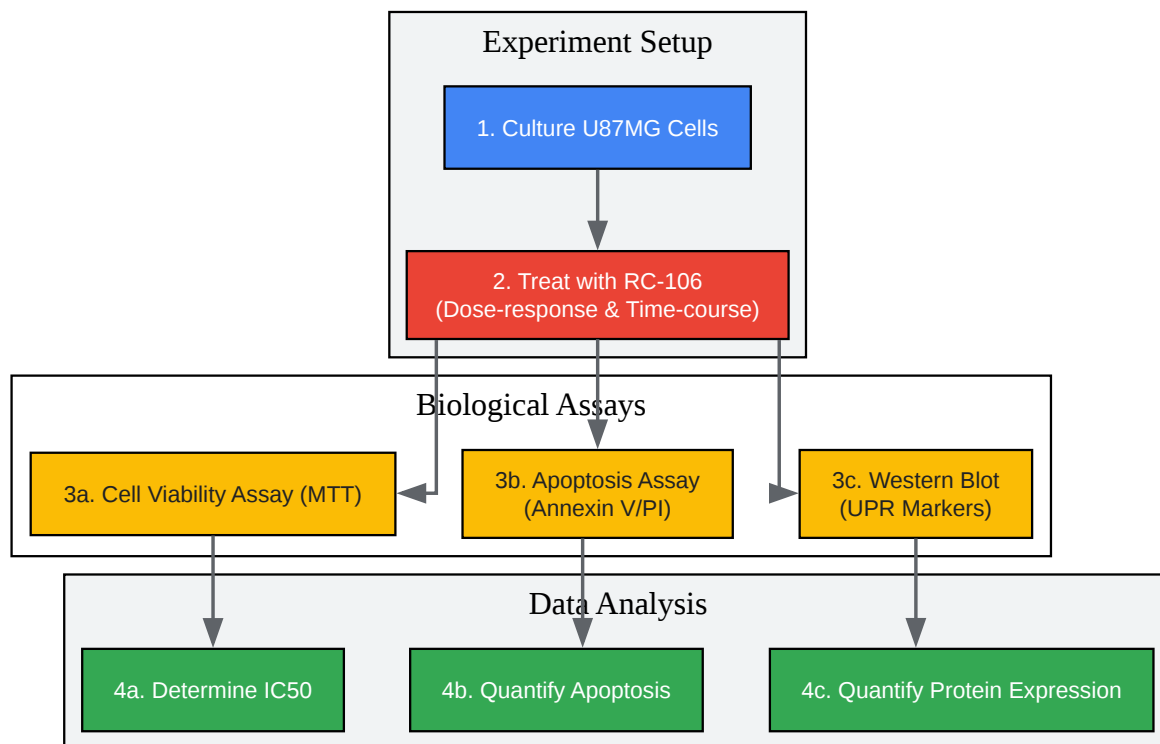 Experiment Setup
1. Culture U87MG Cells
2. Treat with RC-106
(Dose-response & Time-course)
Biological Assays
3a. Cell Viability Assay (MTT)
3b. Apoptosis Assay
(Annexin V/PI)
3c. Western Blot
(UPR Markers)
Data Analysis
4a. Determine IC50
4b. Quantify Apoptosis
4c. Quantify Protein Expression